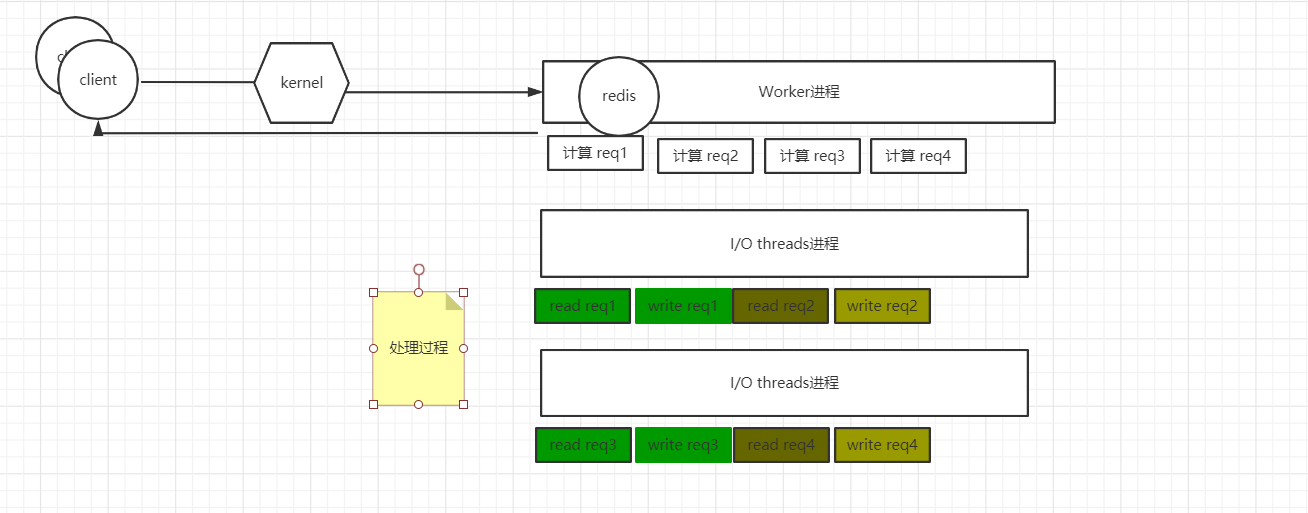 cl
client
kernel
redis
Worker进程
计算 req1
计算 req2
计算 req3
计算 req4
I/O threads进程
read req1
write req1
read req2
write req2
处理过程
I/O threads进程
read req3
write req3
read req4
write req4